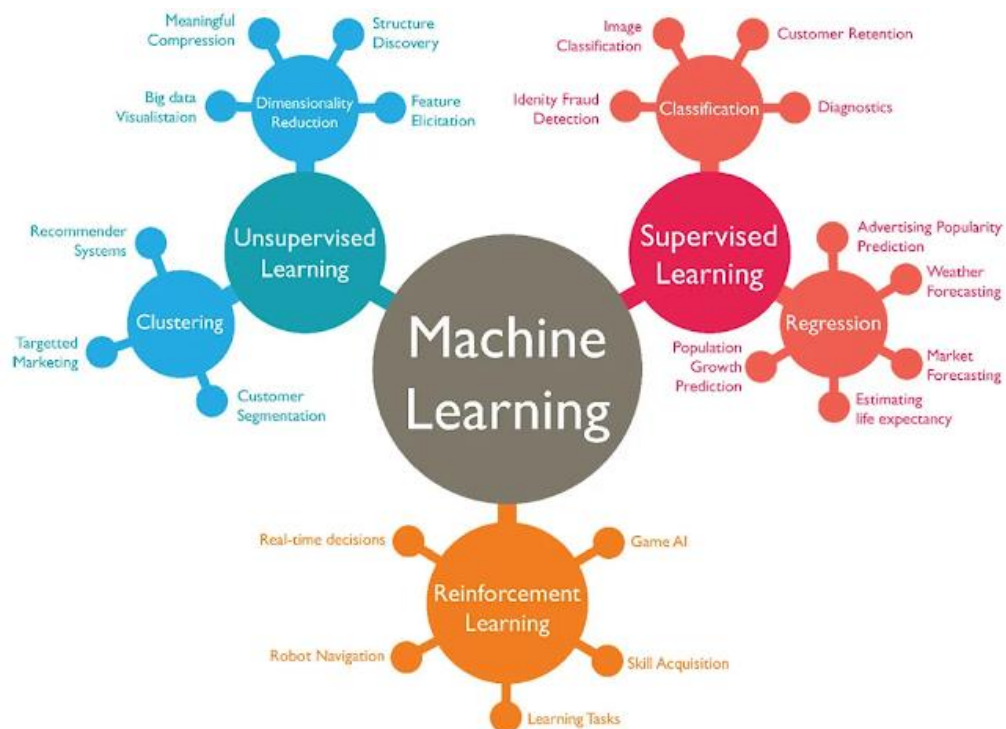 Meaningful
Compression
Structure
Discovery
Big data
Visualistaion
Dimensionality
Reduction
Feature
Elicitation
Image
Classification
Customer Retention
Idenity Fraud
Detection
Classification
Diagnostics
Recommender
Systems
Unsupervised
Learning
Supervised
Learning
Advertising Popularity
Prediction
Weather
Forecasting
Clustering
Regression
Targetted
Marketing
Customer
Segmentation
Machine
Learning
Population
Growth
Prediction
Market
Forecasting
Estimating
life expectancy
Real-time decisions
Game AI
Reinforcement
Learning
Robot Navigation
Skill Acquisition
Learning Tasks